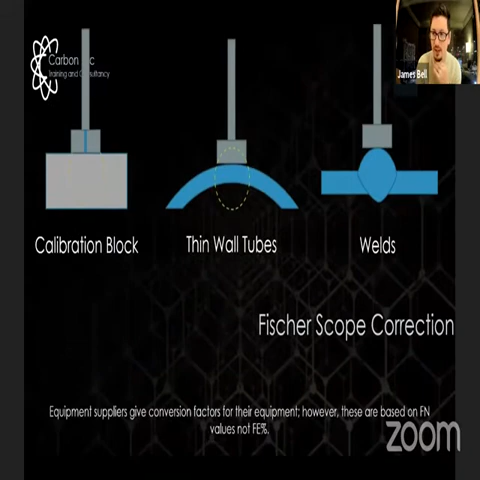 Carbon
Training and Consultancy
James Bell
Calibration Block
Thin Wall Tubes
Welds
Fischer Scope Correction
Equipment suppliers give conversion factors for their equipment; however, these are based on FN
values not FE%.
zoom